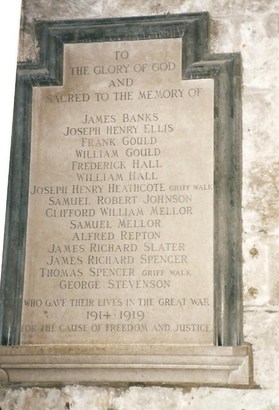 TO
THE GLORY OF GOD
AND
SACRED TO THE MEMORY OF
JAMES BANKS
JOSEPH HENRY ELLIS
FRANK GOULD
WILLIAM GOULD
FREDERICK HALL
WILLIAM HALL
JOSEPH HENRY HEATHCOTE GRIFF WALK
SAMUEL ROBERT JOHNSON
CLIFFORD WILLIAM MELLOR
SAMUEL MELLOR
ALFRED REPTON
JAMES RICHARD SLATER
JAMES RICHARD SPENCER
THOMAS SPENCER GRIFF WALK
GEORGE STEVENSON
WHO GAVE THEIR LIVES IN THE GREAT WAR
1914-1919
FOR THE CAUSE OF FREEDOM AND JUSTICE